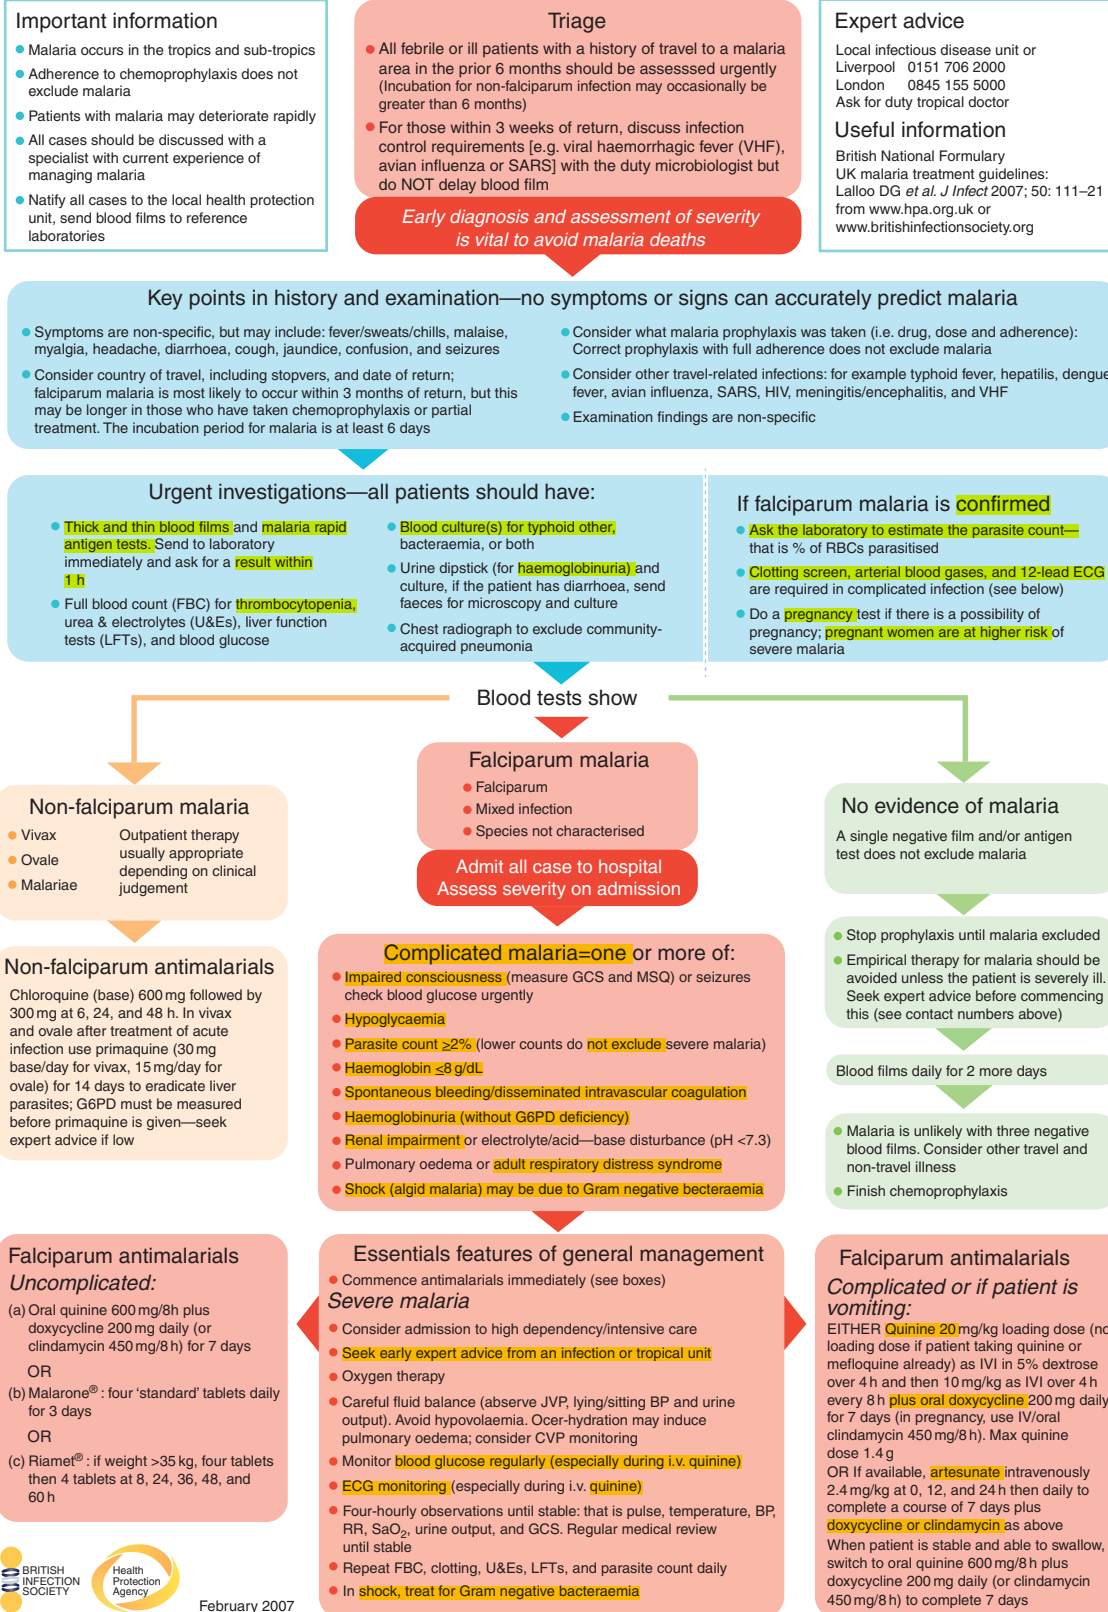 Important information
Malaria occurs in the tropics and sub-tropics
Adherence to chemoprophylaxis does not
exclude malaria
Patients with malaria may deteriorate rapidly
All cases should be discussed with a
specialist with current experience of
managing malaria
Natify all cases to the local health protection
unit, send blood films to reference
laboratories
Triage
All febrile or ill patients with a history of travel to a malaria
area in the prior 6 months should be assesssed urgently
(Incubation for non-falciparum infection may occasionally be
greater than 6 months)
For those within 3 weeks of return, discuss infection
control requirements [e.g. viral haemorrhagic fever (VHF),
avian influenza or SARS] with the duty microbiologist but
do NOT delay blood film
Early diagnosis and assessment of severity
is vital to avoid malaria deaths
Expert advice
Local infectious disease unit or
Liverpool 0151 706 2000
London 0845 155 5000
Ask for duty tropical doctor
Useful information
British National Formulary
UK malaria treatment guidelines:
Lalloo DG et al. J Infect 2007; 50: 111–21
from www.hpa.org.uk or
www.britishinfectionsociety.org
Key points in history and examination—no symptoms or signs can accurately predict malaria
Symptoms are non-specific, but may include: fever/sweats/chills, malaise,
myalgia, headache, diarrhoea, cough, jaundice, confusion, and seizures
Consider country of travel, including stopvers, and date of return;
falciparum malaria is most likely to occur within 3 months of return, but this
may be longer in those who have taken chemoprophylaxis or partial
treatment. The incubation period for malaria is at least 6 days
Consider what malaria prophylaxis was taken (i.e. drug, dose and adherence):
Correct prophylaxis with full adherence does not exclude malaria
Consider other travel-related infections: for example typhoid fever, hepatilis, dengue
fever, avian influenza, SARS, HIV, meningitis/encephalitis, and VHF
Examination findings are non-specific
Urgent investigations—all patients should have:
Thick and thin blood films and malaria rapid
antigen tests. Send to laboratory
immediately and ask for a result within
1 h
Full blood count (FBC) for thrombocytopenia,
urea & electrolytes (U&Es), liver function
tests (LFTs), and blood glucose
Blood culture(s) for typhoid other,
bacteraemia, or both
Urine dipstick (for haemoglobinuria) and
culture, if the patient has diarrhoea, send
faeces for microscopy and culture
Chest radiograph to exclude community-
acquired pneumonia
If falciparum malaria is confirmed
Ask the laboratory to estimate the parasite count—
that is % of RBCs parasitised
Clotting screen, arterial blood gases, and 12-lead ECG
are required in complicated infection (see below)
Do a pregnancy test if there is a possibility of
pregnancy; pregnant women are at higher risk of
severe malaria
Blood tests show
Non-falciparum malaria
Vivax
Ovale
Malariae
Outpatient therapy
usually appropriate
depending on clinical
judgement
Falciparum malaria
Falciparum
Mixed infection
Species not characterised
Admit all case to hospital
Assess severity on admission
No evidence of malaria
A single negative film and/or antigen
test does not exclude malaria
Non-falciparum antimalarials
Chloroquine (base) 600 mg followed by
300 mg at 6, 24, and 48 h. In vivax
and ovale after treatment of acute
infection use primaquine (30 mg
base/day for vivax, 15 mg/day for
ovale) for 14 days to eradicate liver
parasites; G6PD must be measured
before primaquine is given—seek
expert advice if low
Complicated malaria=one or more of:
Impaired consciousness (measure GCS and MSQ) or seizures
check blood glucose urgently
Hypoglycaemia
Parasite count ≥2% (lower counts do not exclude severe malaria)
Haemoglobin ≤8 g/dL
Spontaneous bleeding/disseminated intravascular coagulation
Haemoglobinuria (without G6PD deficiency)
Renal impairment or electrolyte/acid—base disturbance (pH <7.3)
Pulmonary oedema or adult respiratory distress syndrome
Shock (algid malaria) may be due to Gram negative becteraemia
Stop prophylaxis until malaria excluded
Empirical therapy for malaria should be
avoided unless the patient is severely ill.
Seek expert advice before commencing
this (see contact numbers above)
Blood films daily for 2 more days
Malaria is unlikely with three negative
blood films. Consider other travel and
non-travel illness
Finish chemoprophylaxis
Falciparum antimalarials
Uncomplicated:
(a) Oral quinine 600 mg/8h plus
doxycycline 200 mg daily (or
clindamycin 450 mg/8 h) for 7 days
OR
(b) Malarone® : four ‘standard’ tablets daily
for 3 days
OR
(c) Riamet® : if weight >35 kg, four tablets
then 4 tablets at 8, 24, 36, 48, and
60 h
Essentials features of general management
Commence antimalarials immediately (see boxes)
Severe malaria
Consider admission to high dependency/intensive care
Seek early expert advice from an infection or tropical unit
Oxygen therapy
Careful fluid balance (abserve JVP, lying/sitting BP and urine
output). Avoid hypovolaemia. Ocer-hydration may induce
pulmonary oedema; consider CVP monitoring
Monitor blood glucose regularly (especially during i.v. quinine)
ECG monitoring (especially during i.v. quinine)
Four-hourly observations until stable: that is pulse, temperature, BP,
RR, SaO2, urine output, and GCS. Regular medical review
until stable
Repeat FBC, clotting, U&Es, LFTs, and parasite count daily
In shock, treat for Gram negative bacteraemia
Falciparum antimalarials
Complicated or if patient is
vomiting:
EITHER Quinine 20 mg/kg loading dose (no
loading dose if patient taking quinine or
mefloquine already) as IVI in 5% dextrose
over 4 h and then 10 mg/kg as IVI over 4 h
every 8 h plus oral doxycycline 200 mg daily
for 7 days (in pregnancy, use IV/oral
clindamycin 450 mg/8 h). Max quinine
dose 1.4 g
OR If available, artesunate intravenously
2.4 mg/kg at 0, 12, and 24 h then daily to
complete a course of 7 days plus
doxycycline or clindamycin as above
When patient is stable and able to swallow,
switch to oral quinine 600 mg/8 h plus
doxycycline 200 mg daily (or clindamycin
450 mg/8 h) to complete 7 days
BRITISH
INFECTION
SOCIETY
Health
Protection
Agency
February 2007